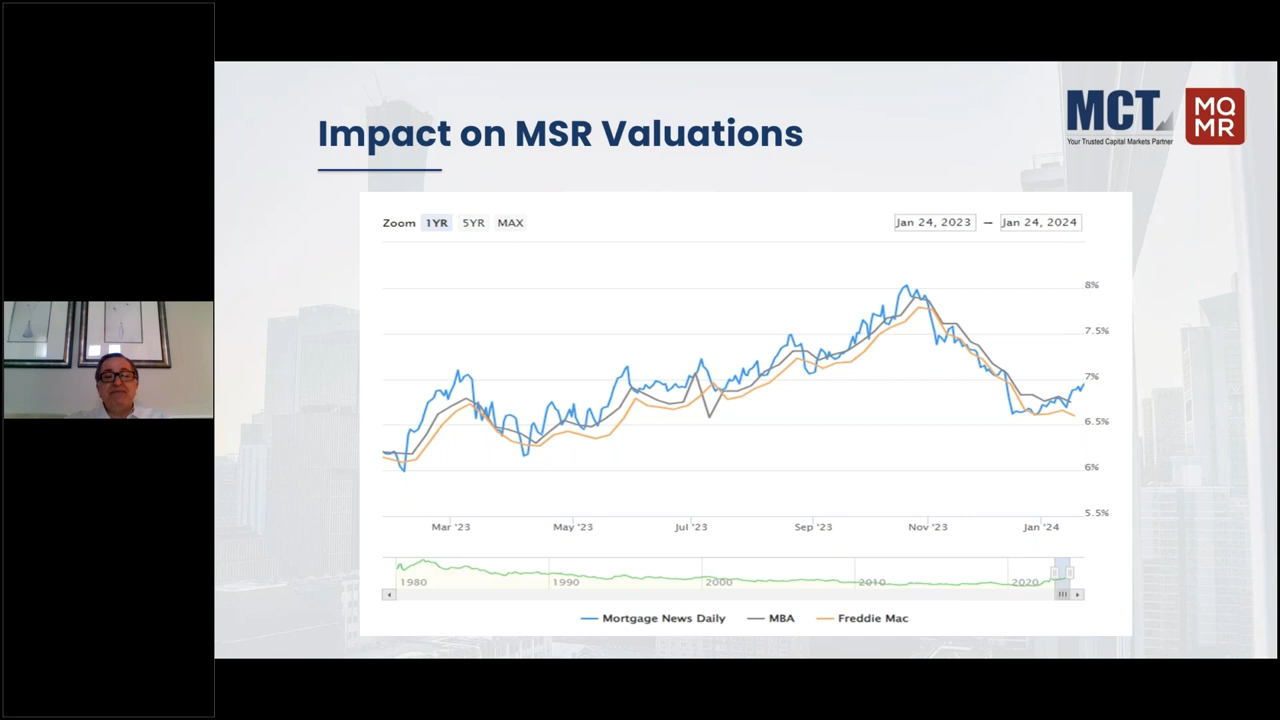 Impact on MSR Valuations
MCT
Your Trusted Capital Markets Partner
MQ
MR
Zoom 1YR 5YR MAX
Jan 24, 2023 — Jan 24, 2024
8%
7.5%
7%
6.5%
6%
5.5%
Mar '23 May '23 Jul '23 Sep '23 Nov '23 Jan '24
1980 1990 2000 2010 2020
Mortgage News Daily MBA Freddie Mac